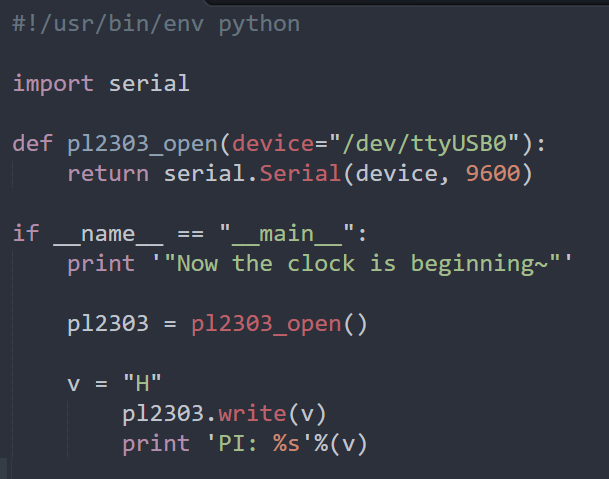 #!/usr/bin/env python
import serial
def pl2303_open(device="/dev/ttyUSB0"):
    return serial.Serial(device, 9600)
if __name__ == "__main__":
    print '"Now the clock is beginning~"'
    pl2303 = pl2303_open()
    v = "H"
        pl2303.write(v)
        print 'PI: %s'%(v)